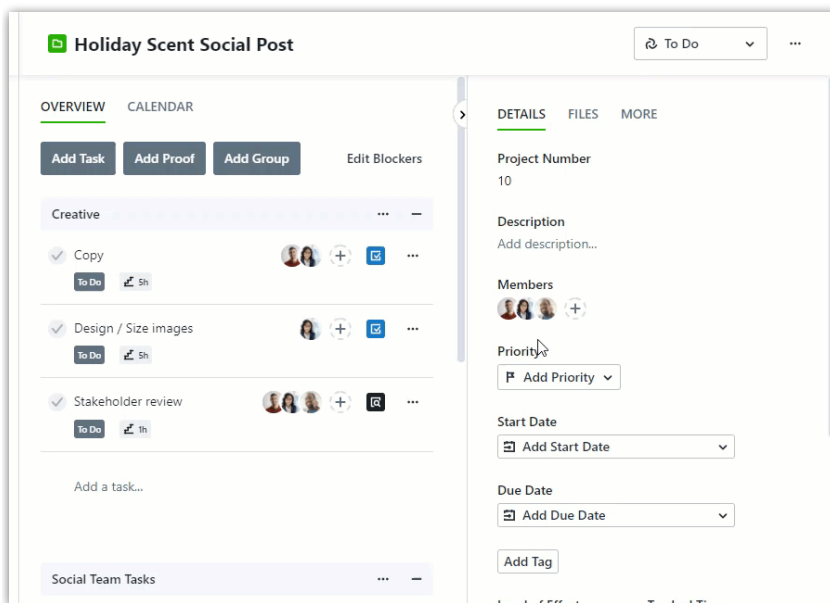 Holiday Scent Social Post
To Do
OVERVIEW CALENDAR
Add Task Add Proof Add Group Edit Blockers
Creative
Copy
To Do 5h
Design / Size images
To Do 5h
Stakeholder review
To Do 1h
Add a task...
Social Team Tasks
DETAILS FILES MORE
Project Number
10
Description
Add description...
Members
Priority
Add Priority
Start Date
Add Start Date
Due Date
Add Due Date
Add Tag